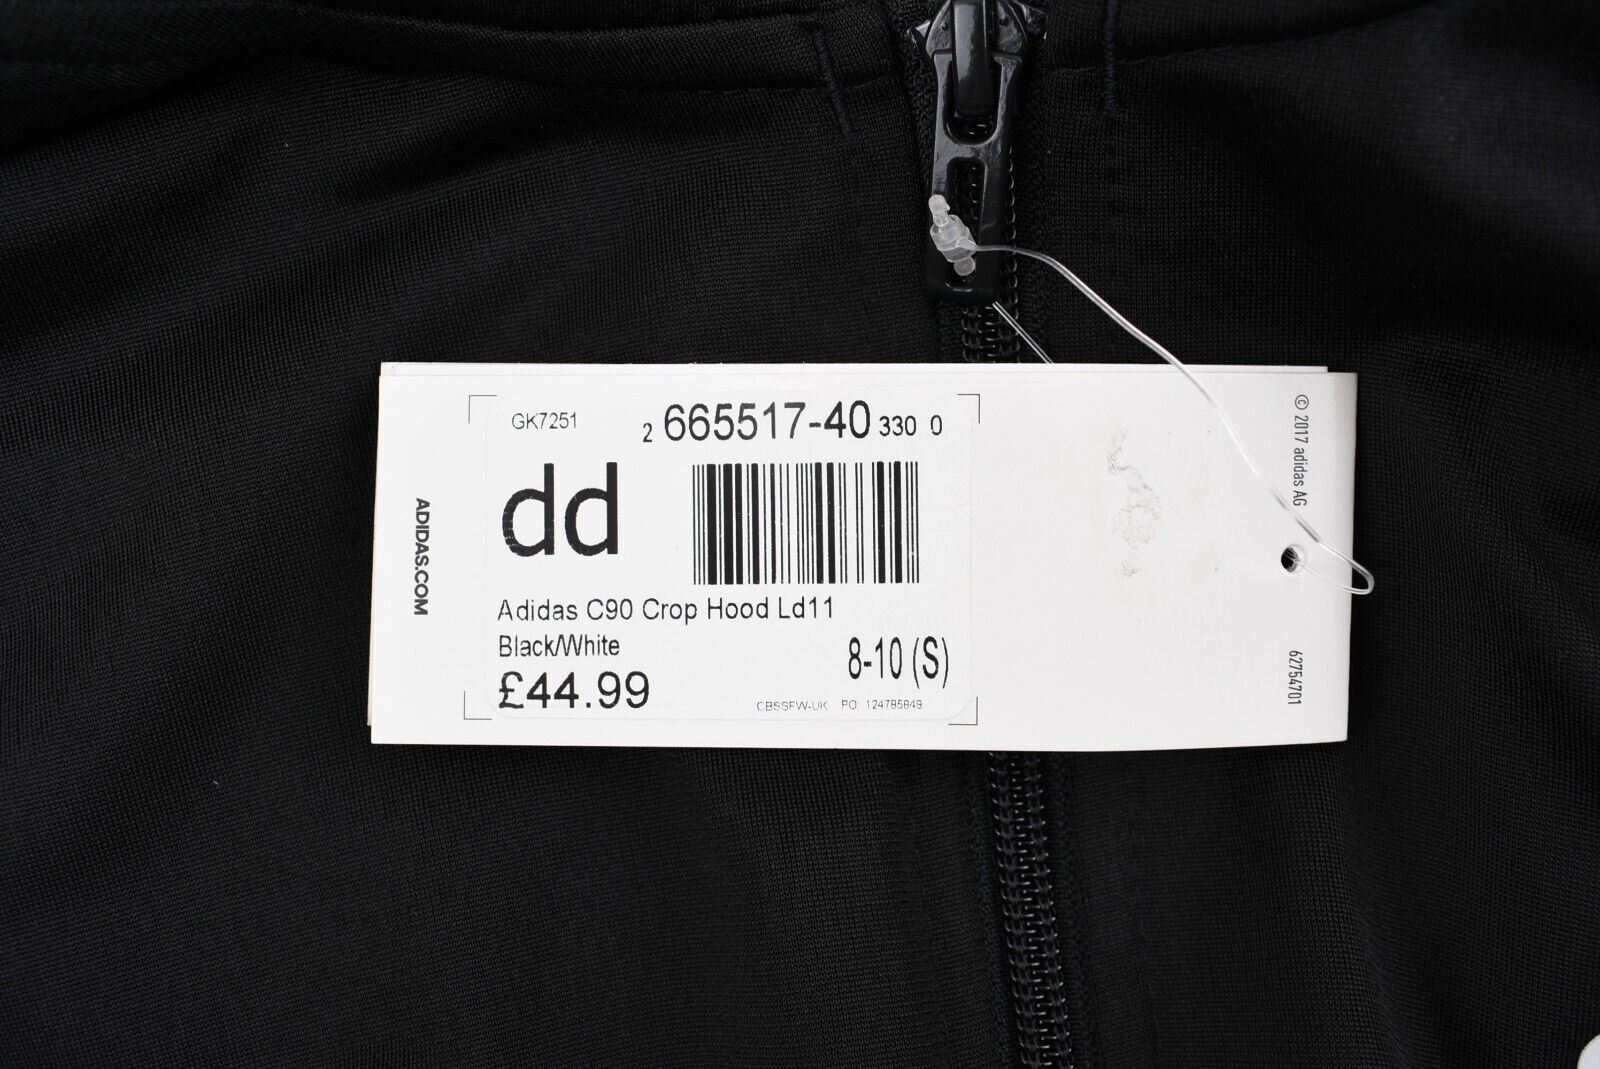 GK7251
2 665517-40 330 0
dd
Adidas C90 Crop Hood Ld11
Black/White
8-10 (S)
£44.99
CBSSFW-UK PO 124785849
ADIDAS.COM
© 2017 adidas AG
62754701